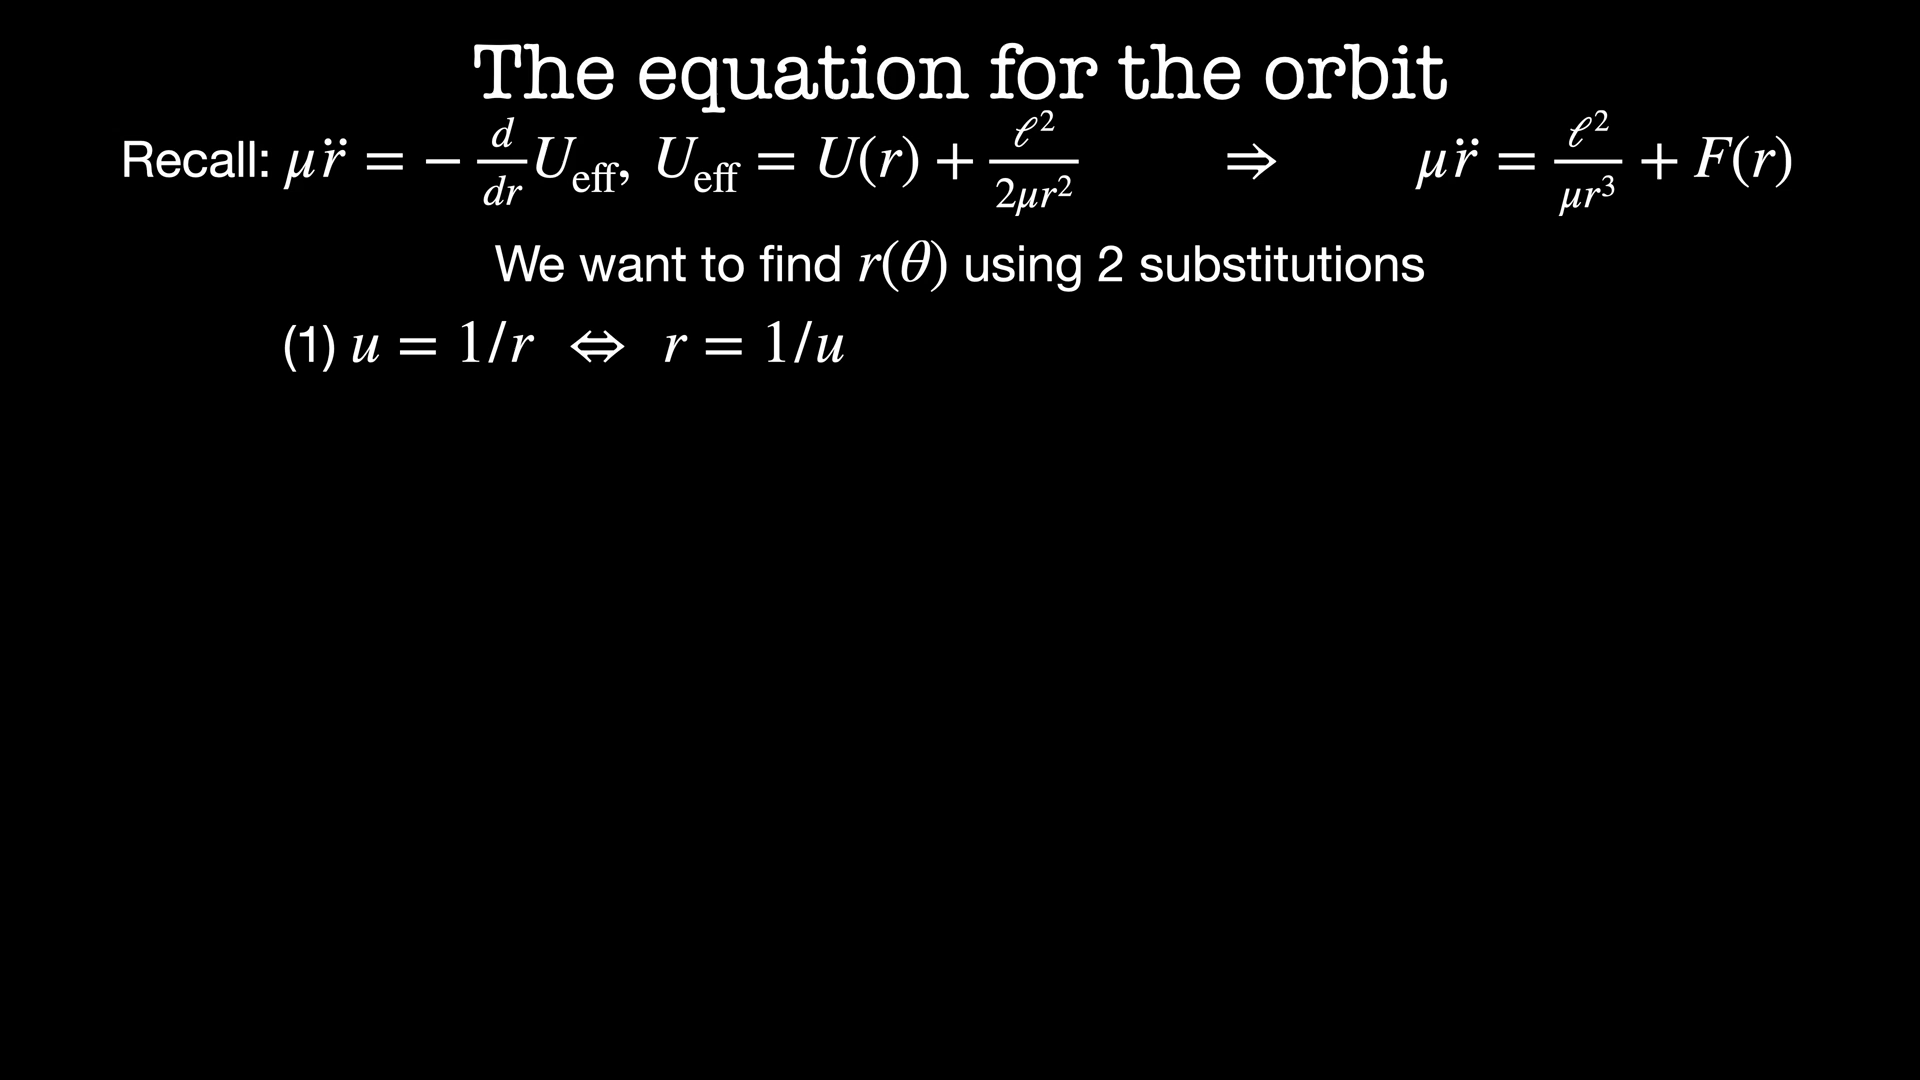 The equation for the orbit
Recall: μr̈ = − d/dr U_eff, U_eff = U(r) + ℓ²/2μr² ⇒ μr̈ = ℓ²/μr³ + F(r)
We want to find r(θ) using 2 substitutions
(1) u = 1/r ⇔ r = 1/u